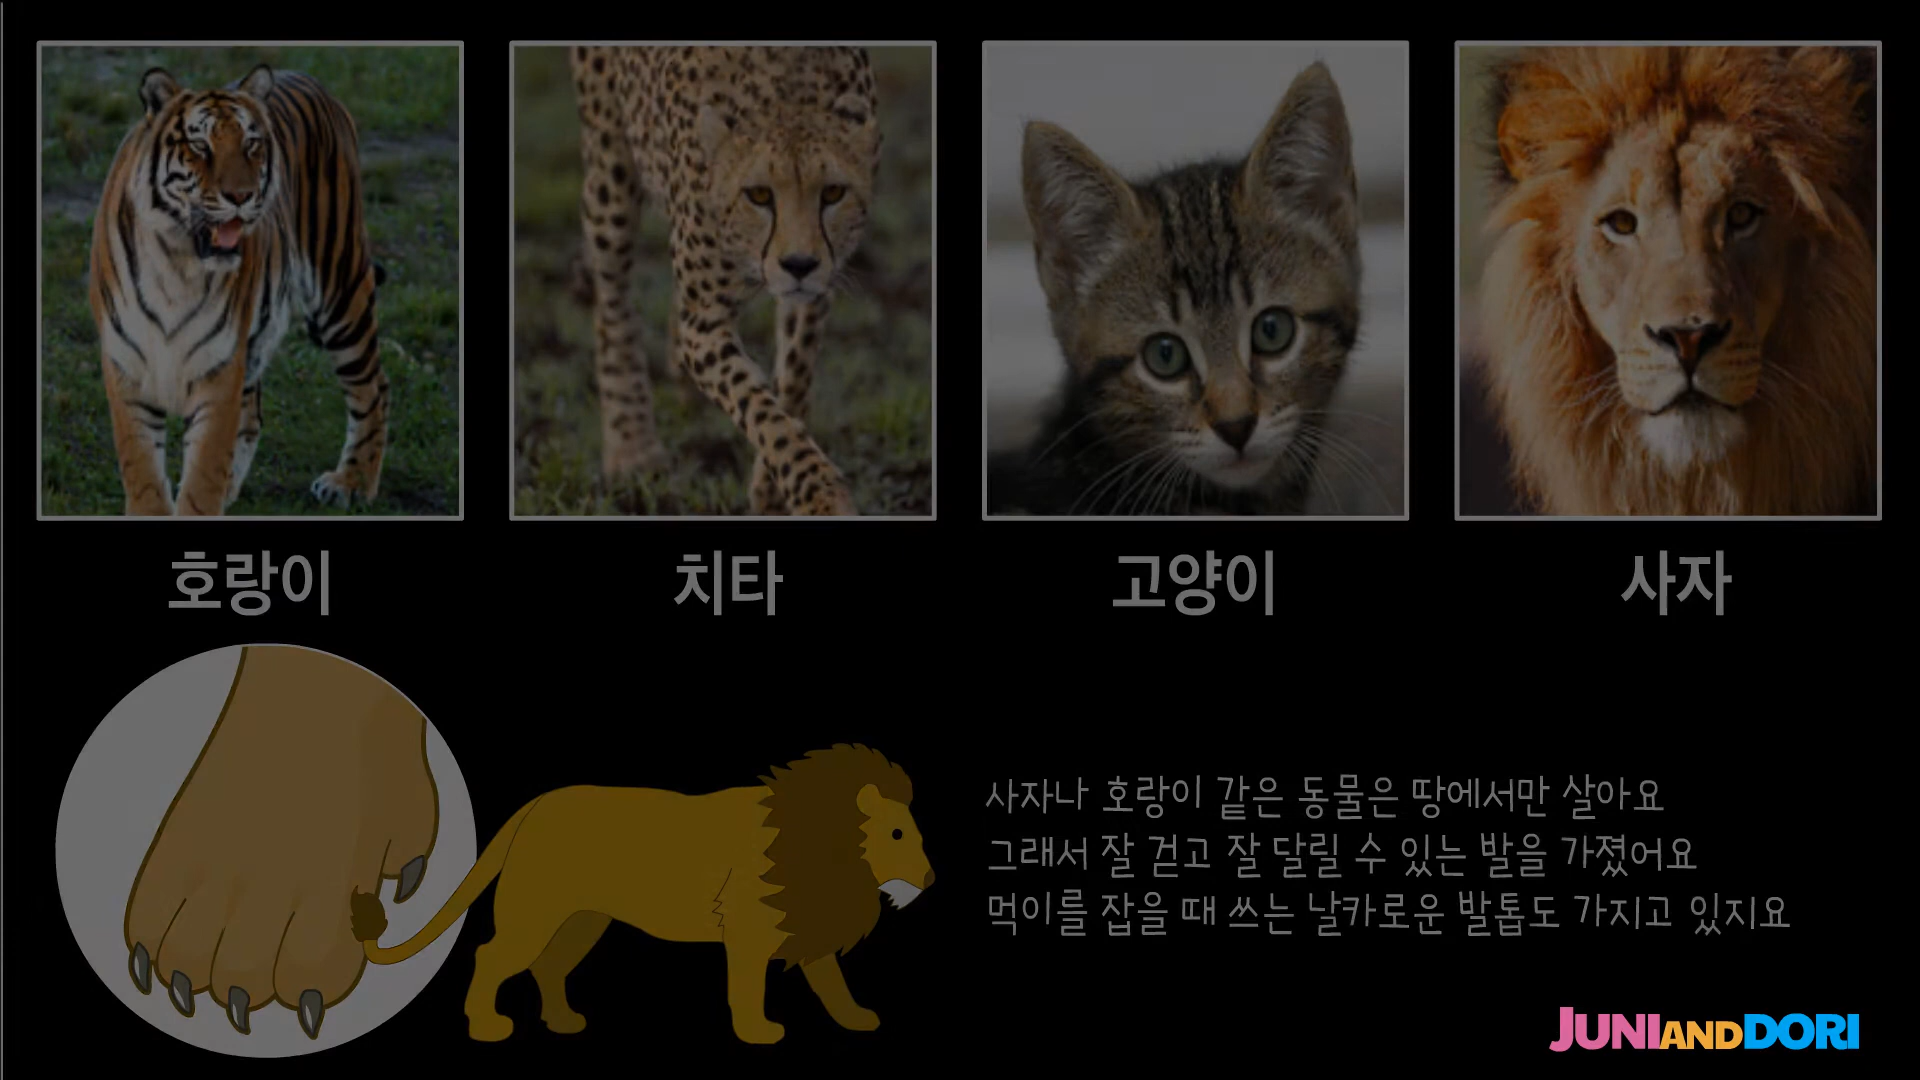 호랑이
치타
고양이
사자
사자나 호랑이 같은 동물은 땅에서만 살아요
그래서 잘 걷고 잘 달릴 수 있는 발을 가졌어요
먹이를 잡을 때 쓰는 날카로운 발톱도 가지고 있지요
JUNIANDDORI